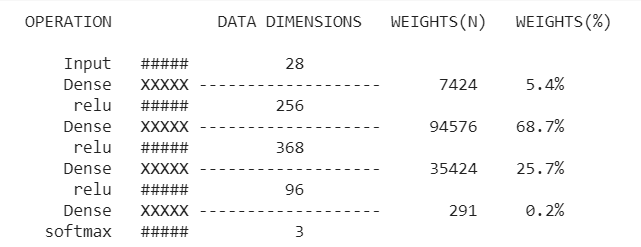 OPERATION DATA DIMENSIONS WEIGHTS(N) WEIGHTS(%)
Input ##### 28
Dense XXXXX ------------------- 7424 5.4%
relu ##### 256
Dense XXXXX ------------------- 94576 68.7%
relu ##### 368
Dense XXXXX ------------------- 35424 25.7%
relu ##### 96
Dense XXXXX ------------------- 291 0.2%
softmax ##### 3